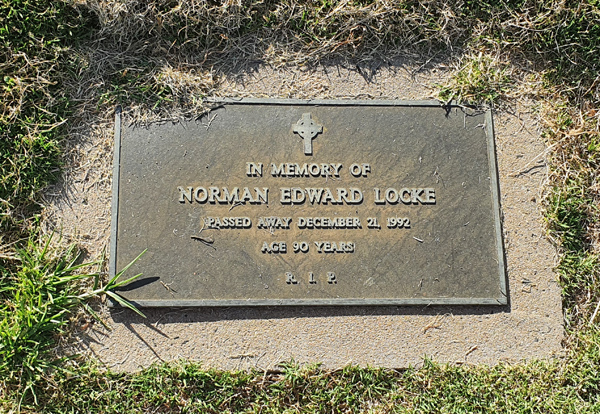 IN MEMORY OF
NORMAN EDWARD LOCKE
PASSED AWAY DECEMBER 21, 1992
AGE 90 YEARS
R. I. P.